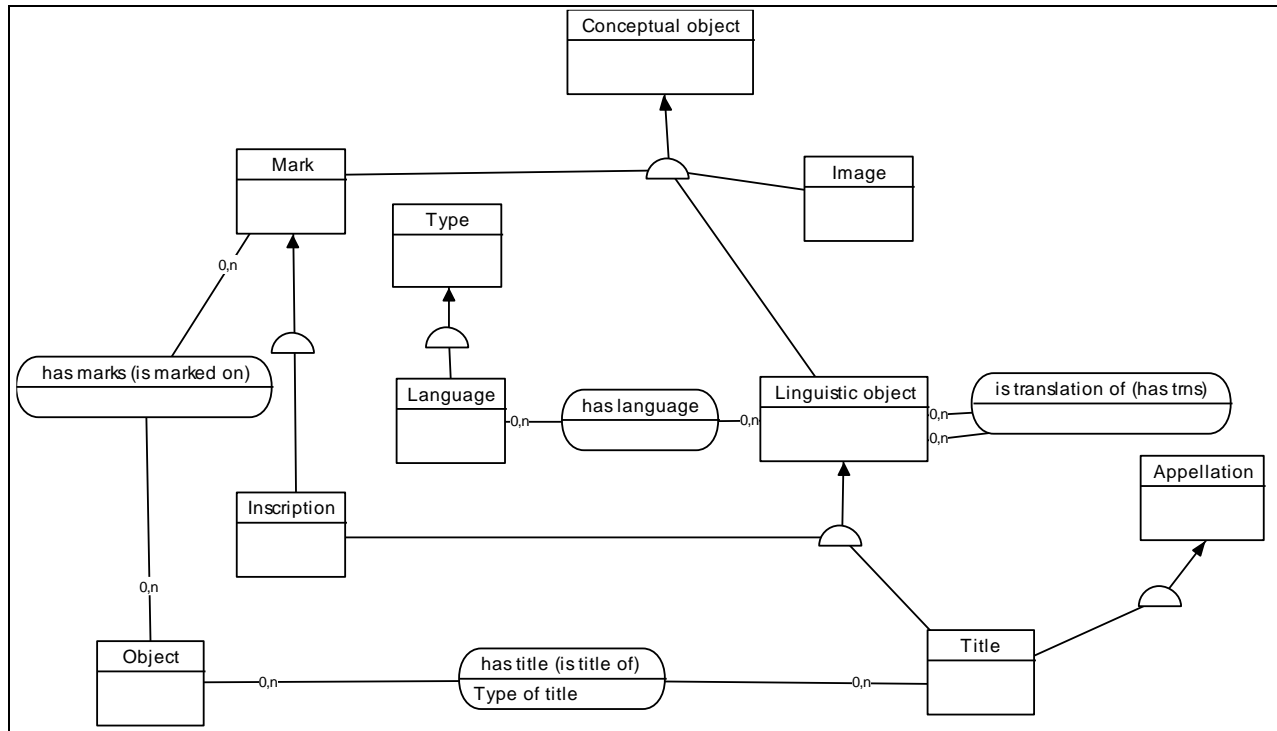 Conceptual object
Mark
Image
Type
0,n
has marks (is marked on)
Language
has language
Linguistic object
is translation of (has trns)
0,n
0,n
0,n
0,n
Appellation
Inscription
0,n
Object
has title (is title of)
Type of title
Title
0,n
0,n